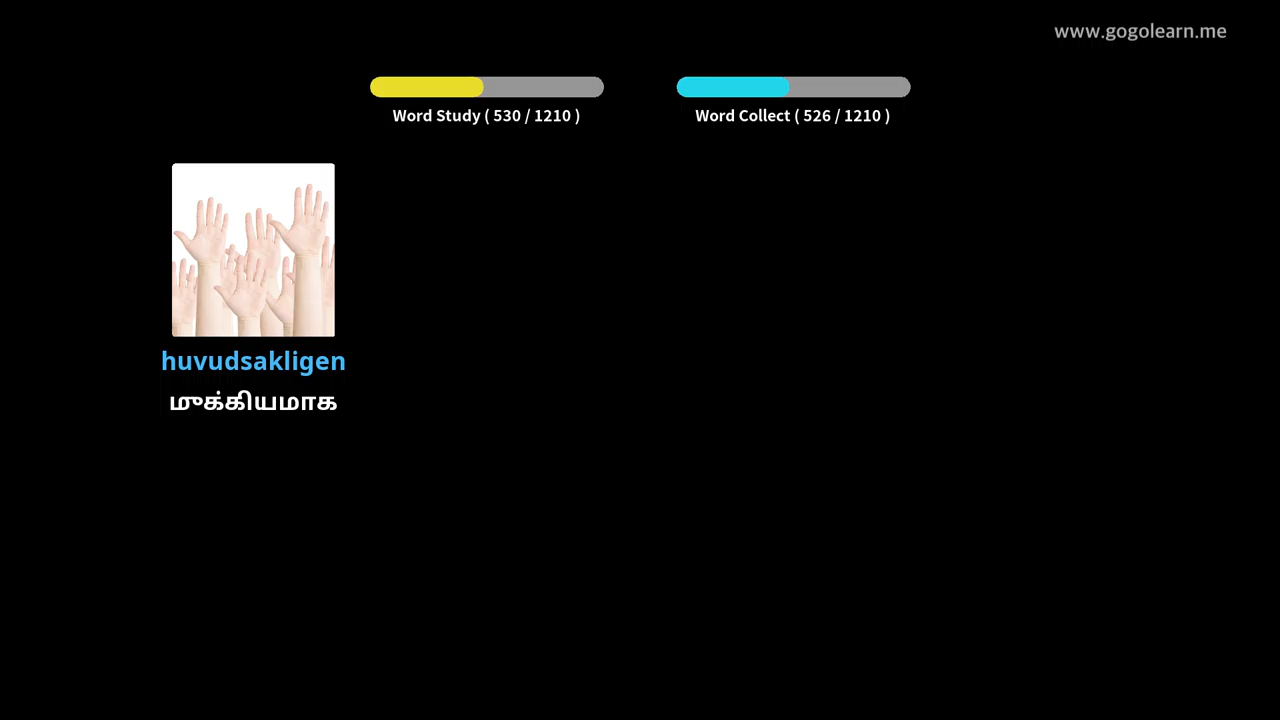 www.gogolearn.me
Word Study ( 530 / 1210 )
Word Collect ( 526 / 1210 )
huvudsakligen
முக்கியமாக